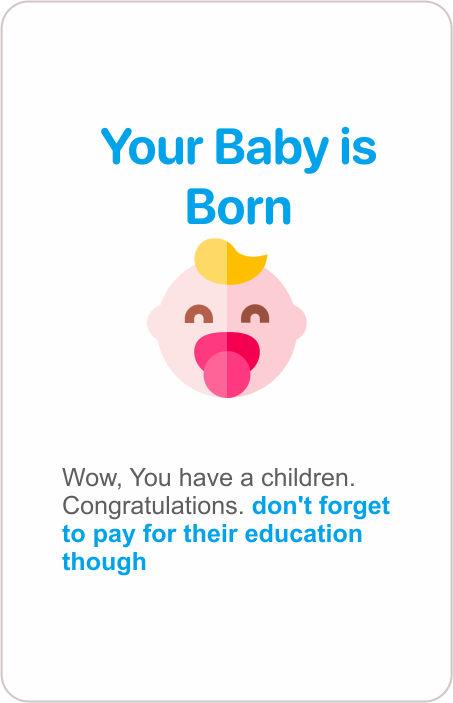 Your Baby is
Born
Wow, You have a children.
Congratulations. don't forget
to pay for their education
though